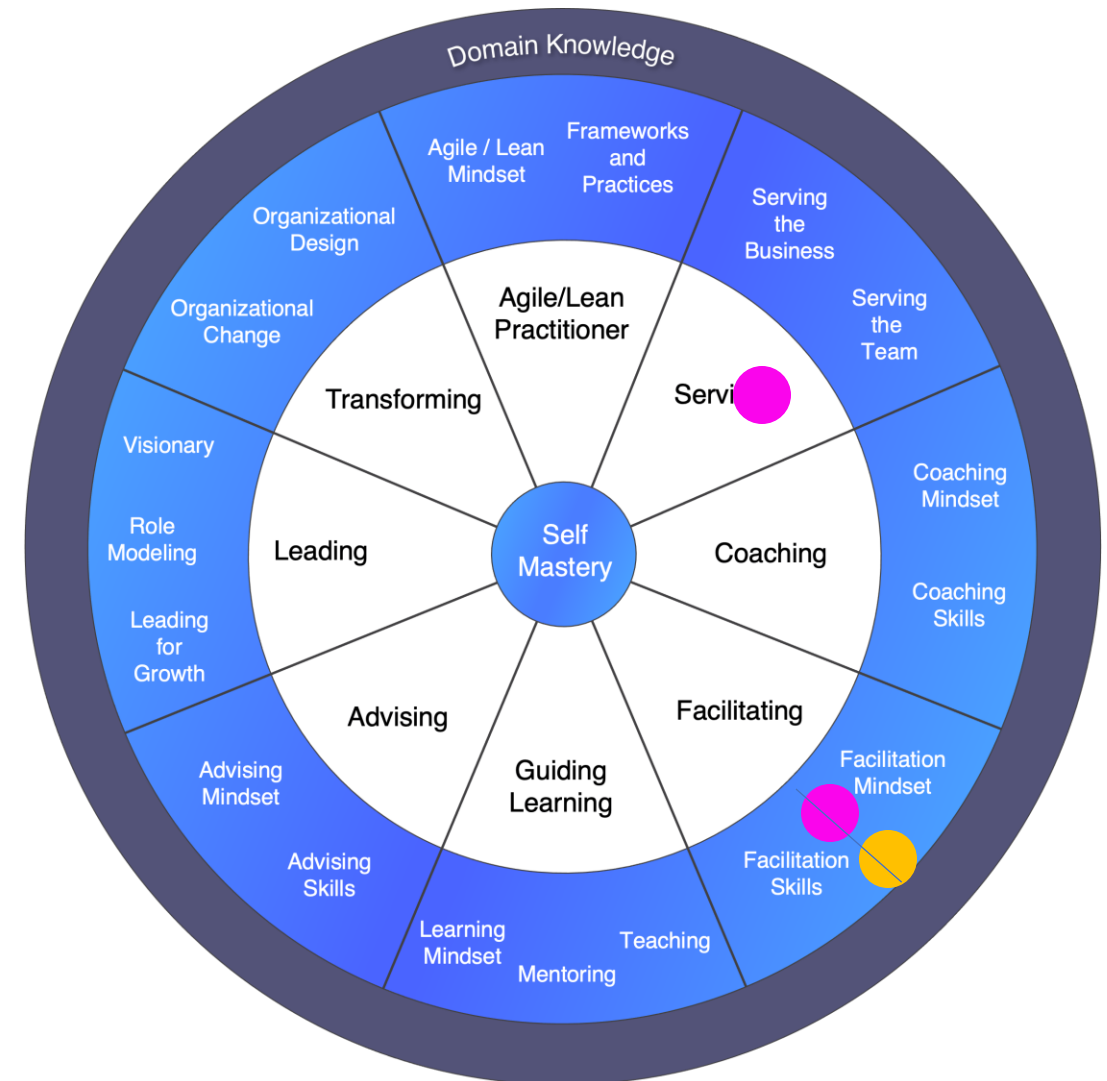 Domain Knowledge
Agile / Lean
Mindset
Frameworks
and
Practices
Serving
the
Business
Serving
the
Team
Coaching
Mindset
Coaching
Skills
Facilitation
Mindset
Facilitation
Skills
Teaching
Mentoring
Learning
Mindset
Advising
Skills
Advising
Mindset
Leading
for
Growth
Role
Modeling
Visionary
Organizational
Change
Organizational
Design
Agile/Lean
Practitioner
Servi
Coaching
Facilitating
Guiding
Learning
Advising
Leading
Transforming
Self
Mastery